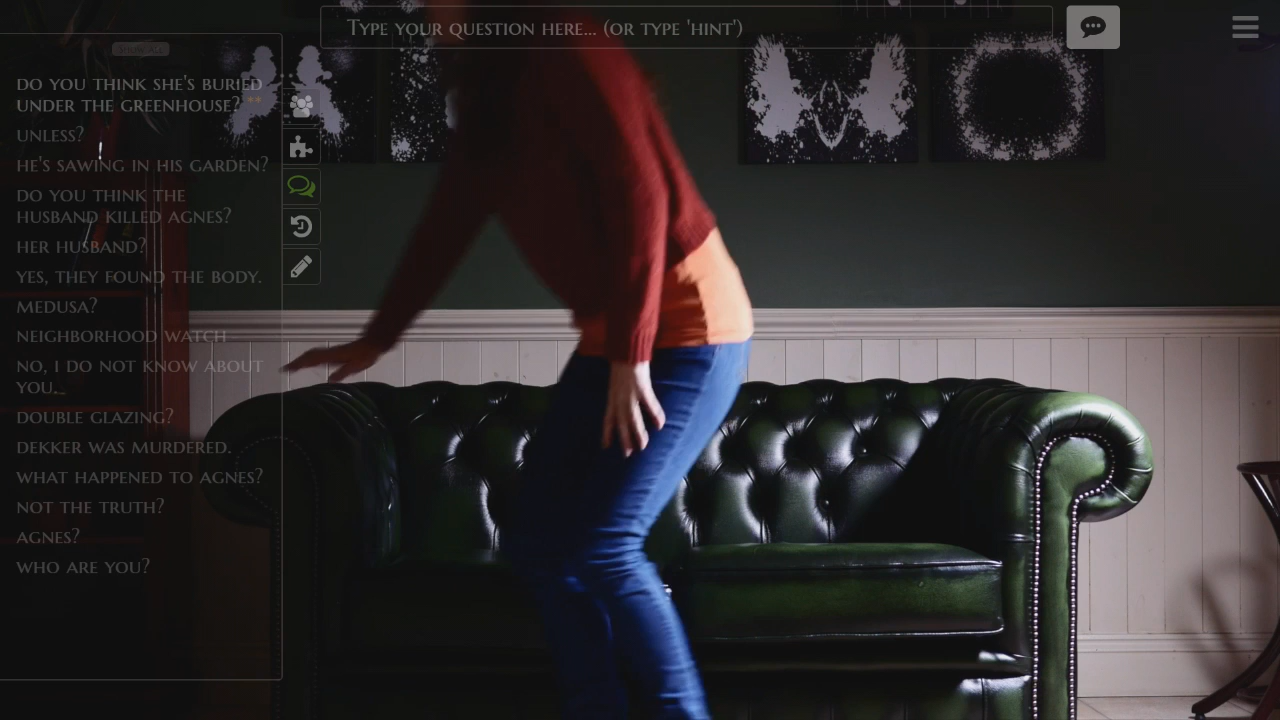 Type your question here... (or type 'hint')
Show All
Do you think she's buried
under the greenhouse? **
Unless?
He's sawing in his garden?
Do you think the
husband killed Agnes?
Her husband?
Yes, they found the body.
Medusa?
Neighborhood watch
No, I do not know about
you...
Double glazing?
Dekker was murdered.
What happened to Agnes?
Not the truth?
Agnes?
Who are you?